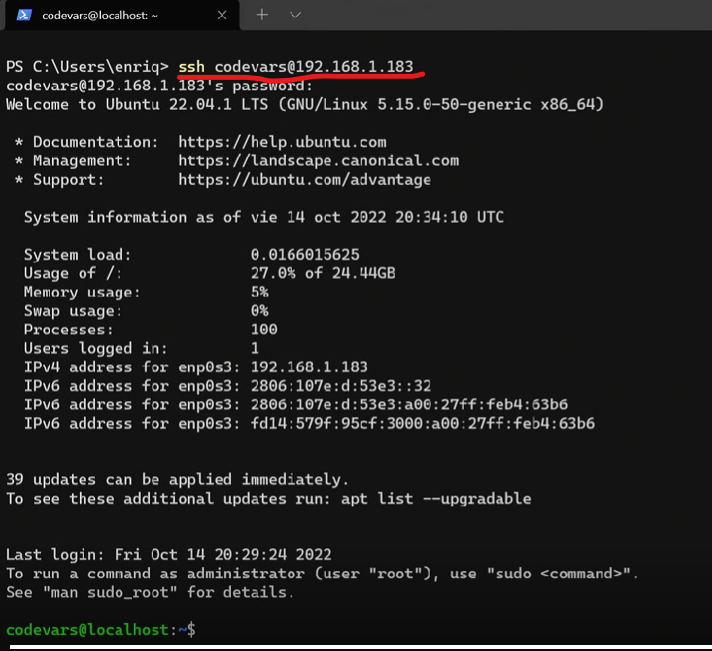 codevars@localhost: ~
PS C:\Users\enriq> ssh codevars@192.168.1.183
codevars@192.168.1.183's password:
Welcome to Ubuntu 22.04.1 LTS (GNU/Linux 5.15.0-50-generic x86_64)
* Documentation: https://help.ubuntu.com
* Management: https://landscape.canonical.com
* Support: https://ubuntu.com/advantage
System information as of vie 14 oct 2022 20:34:10 UTC
System load: 0.0166015625
Usage of /: 27.0% of 24.44GB
Memory usage: 5%
Swap usage: 0%
Processes: 100
Users logged in: 1
IPv4 address for enp0s3: 192.168.1.183
IPv6 address for enp0s3: 2806:107e:d:53e3::32
IPv6 address for enp0s3: 2806:107e:d:53e3:a00:27ff:feb4:63b6
IPv6 address for enp0s3: fd14:579f:95cf:3000:a00:27ff:feb4:63b6
39 updates can be applied immediately.
To see these additional updates run: apt list --upgradable
Last login: Fri Oct 14 20:29:24 2022
To run a command as administrator (user "root"), use "sudo <command>".
See "man sudo_root" for details.
codevars@localhost:~$